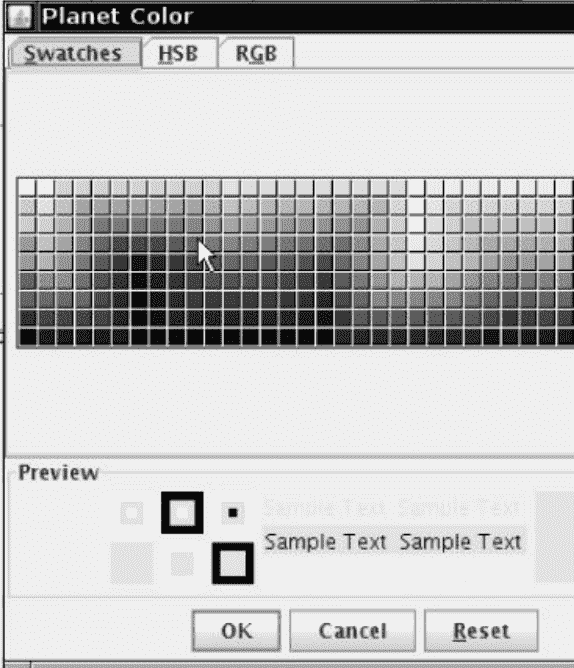 Planet Color
Swatches HSB RGB
Preview
Sample Text Sample Text
Sample Text Sample Text
OK Cancel Reset